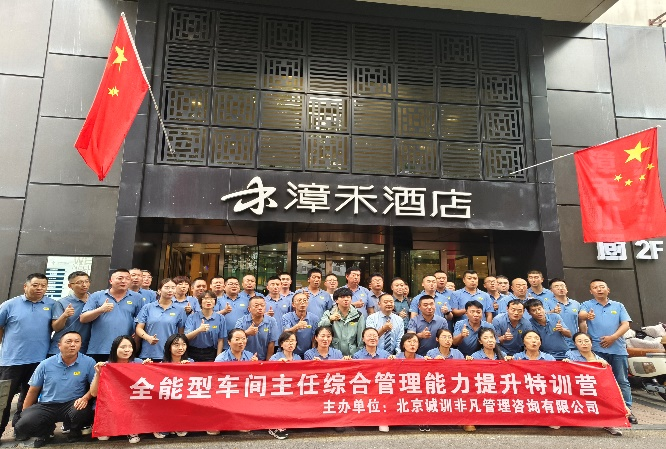 漳禾酒店
2F
全能型车间主任综合管理能力提升特训营
主办单位：北京诚训非凡管理咨询有限公司